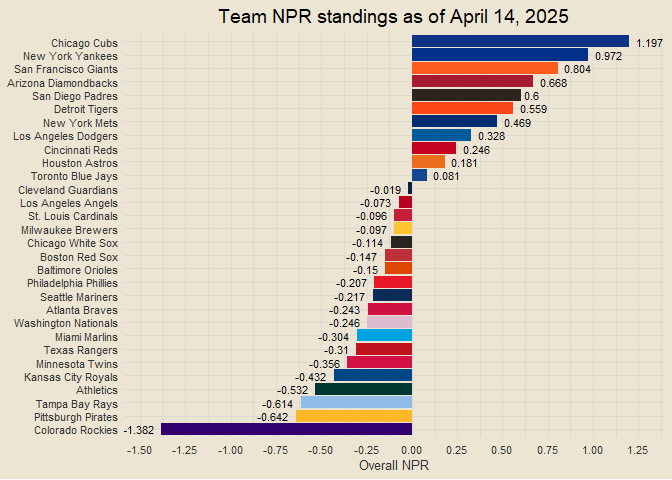 Team NPR standings as of April 14, 2025
Chicago Cubs 1.197
New York Yankees 0.972
San Francisco Giants 0.804
Arizona Diamondbacks 0.668
San Diego Padres 0.6
Detroit Tigers 0.559
New York Mets 0.469
Los Angeles Dodgers 0.328
Cincinnati Reds 0.246
Houston Astros 0.181
Toronto Blue Jays 0.081
Cleveland Guardians -0.019
Los Angeles Angels -0.073
St. Louis Cardinals -0.096
Milwaukee Brewers -0.097
Chicago White Sox -0.114
Boston Red Sox -0.147
Baltimore Orioles -0.15
Philadelphia Phillies -0.207
Seattle Mariners -0.217
Atlanta Braves -0.243
Washington Nationals -0.246
Miami Marlins -0.304
Texas Rangers -0.31
Minnesota Twins -0.356
Kansas City Royals -0.432
Athletics -0.532
Tampa Bay Rays -0.614
Pittsburgh Pirates -0.642
Colorado Rockies -1.382
-1.50 -1.25 -1.00 -0.75 -0.50 -0.25 0.00 0.25 0.50 0.75 1.00 1.25
Overall NPR